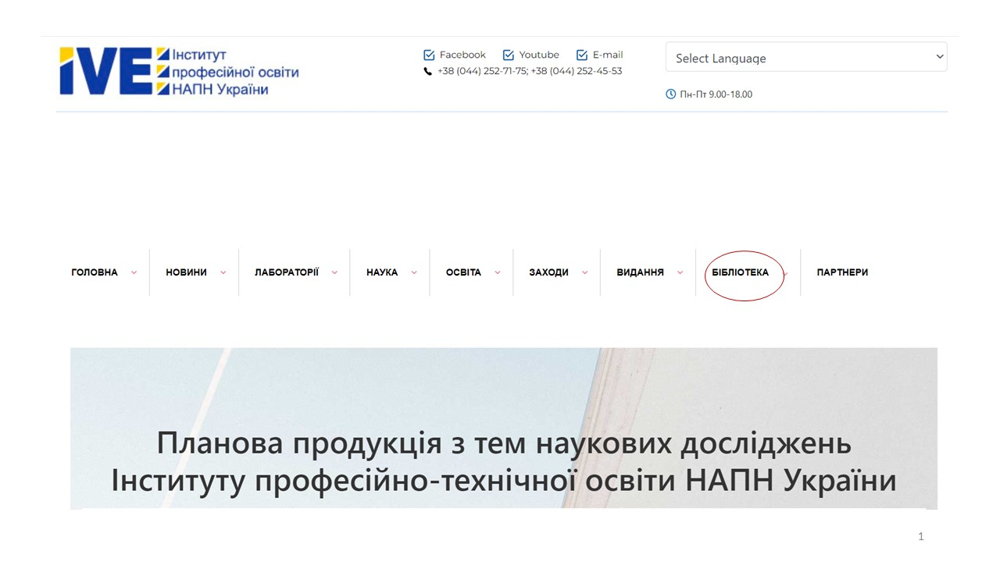 iVE Інститут
професійної освіти
НАПН України
Facebook Youtube E-mail
+38 (044) 252-71-75; +38 (044) 252-45-53
Select Language
Пн-Пт 9.00-18.00
ГОЛОВНА НОВИНИ ЛАБОРАТОРІЇ НАУКА ОСВІТА ЗАХОДИ ВИДАННЯ БІБЛІОТЕКА ПАРТНЕРИ
Планова продукція з тем наукових досліджень
Інституту професійно-технічної освіти НАПН України
1